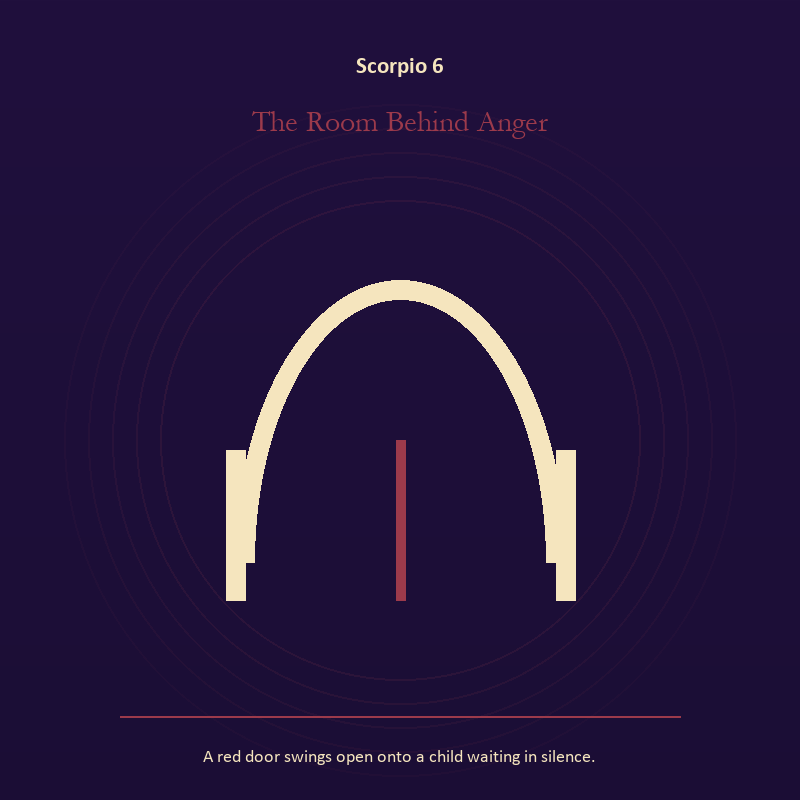 Scorpio 6
The Room Behind Anger
A red door swings open onto a child waiting in silence.